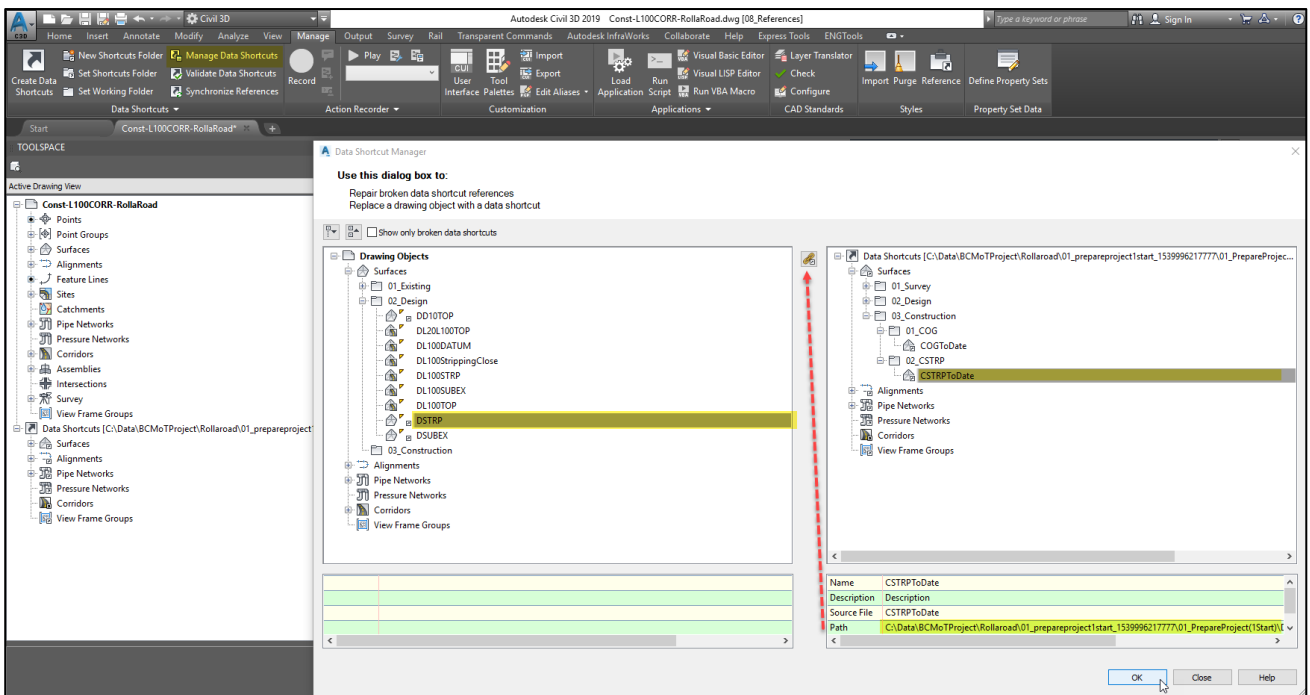 Civil 3D
Autodesk Civil 3D 2019 Const-L100CORR-RollaRoad.dwg [08_References]
Type a keyword or phrase
Sign In
C3D
Home Insert Annotate Modify Analyze View Manage Output Survey Rail Transparent Commands Autodesk InfraWorks Collaborate Help Express Tools ENGTools
Create Data
Shortcuts
New Shortcuts Folder
Set Shortcuts Folder
Set Working Folder
Manage Data Shortcuts
Validate Data Shortcuts
Synchronize References
Data Shortcuts
Record
Play
Action Recorder
CUI
User
Interface
Tool
Palettes
Import
Export
Edit Aliases
Customization
Load
Application
Run
Script
Visual Basic Editor
Visual LISP Editor
Run VBA Macro
Applications
Layer Translator
Check
Configure
CAD Standards
Import Purge Reference
Styles
Define Property Sets
Property Set Data
Start
Const-L100CORR-RollaRoad*
TOOLSPACE
Active Drawing View
Const-L100CORR-RollaRoad
Points
Point Groups
Surfaces
Alignments
Feature Lines
Sites
Catchments
Pipe Networks
Pressure Networks
Corridors
Assemblies
Intersections
Survey
View Frame Groups
Data Shortcuts [C:\Data\BCMoTProject\Rollaroad\01_prepareproject
Surfaces
Alignments
Pipe Networks
Pressure Networks
Corridors
View Frame Groups
Data Shortcut Manager
Use this dialog box to:
Repair broken data shortcut references
Replace a drawing object with a data shortcut
Show only broken data shortcuts
Drawing Objects
Surfaces
01_Existing
02_Design
DD10TOP
DL20L100TOP
DL100DATUM
DL100StrippingClose
DL100STRP
DL100SUBEX
DL100TOP
DSTRP
DSUBEX
03_Construction
Alignments
Pipe Networks
Pressure Networks
Corridors
View Frame Groups
Data Shortcuts [C:\Data\BCMoTProject\Rollaroad\01_prepareproject1start_1539996217777\01_PrepareProjec...
Surfaces
01_Survey
02_Design
03_Construction
01_COG
COGToDate
02_CSTRP
CSTRPToDate
Alignments
Pipe Networks
Pressure Networks
Corridors
View Frame Groups
Name CSTRPToDate
Description Description
Source File CSTRPToDate
Path C:\Data\BCMoTProject\Rollaroad\01_prepareproject1start_1539996217777\01_PrepareProject(1Start)\
OK
Close
Help